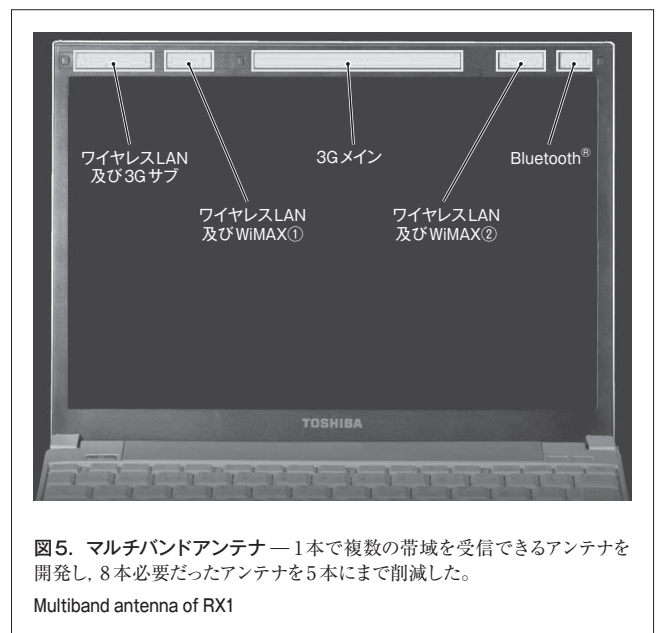 ワイヤレスLAN
及び3Gサブ
3Gメイン
Bluetooth®
ワイヤレスLAN
及びWiMAX①
ワイヤレスLAN
及びWiMAX②
TOSHIBA
図5. マルチバンドアンテナ — 1本で複数の帯域を受信できるアンテナを
開発し，8本必要だったアンテナを5本にまで削減した。
Multiband antenna of RX1